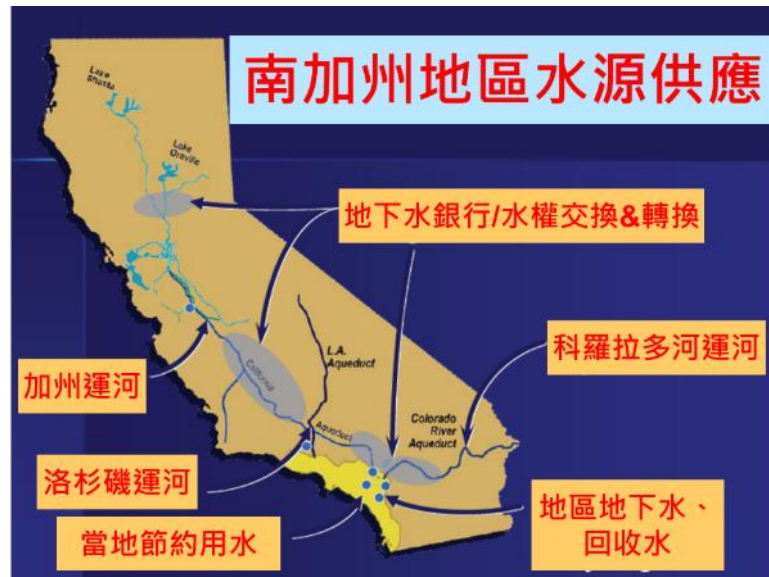 南加州地區水源供應
Lake
Shasta
Lake
Oroville
地下水銀行/水權交換&轉換
科羅拉多河運河
L.A.
Aqueduct
加州運河
California
Aqueduct
Colorado
River
Aqueduct
洛杉磯運河
地區地下水、
回收水
當地節約用水